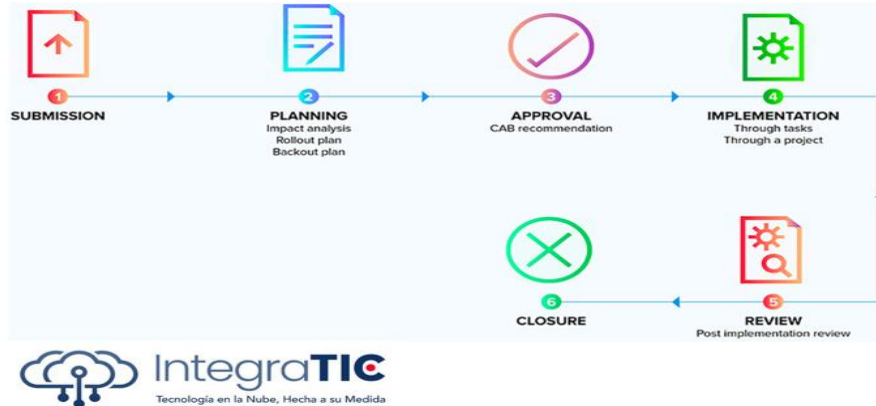 1
SUBMISSION
2
PLANNING
Impact analysis
Rollout plan
Backout plan
3
APPROVAL
CAB recommendation
4
IMPLEMENTATION
Through tasks
Through a project
5
REVIEW
Post implementation review
6
CLOSURE
IntegraTIC
Tecnología en la Nube, Hecha a su Medida